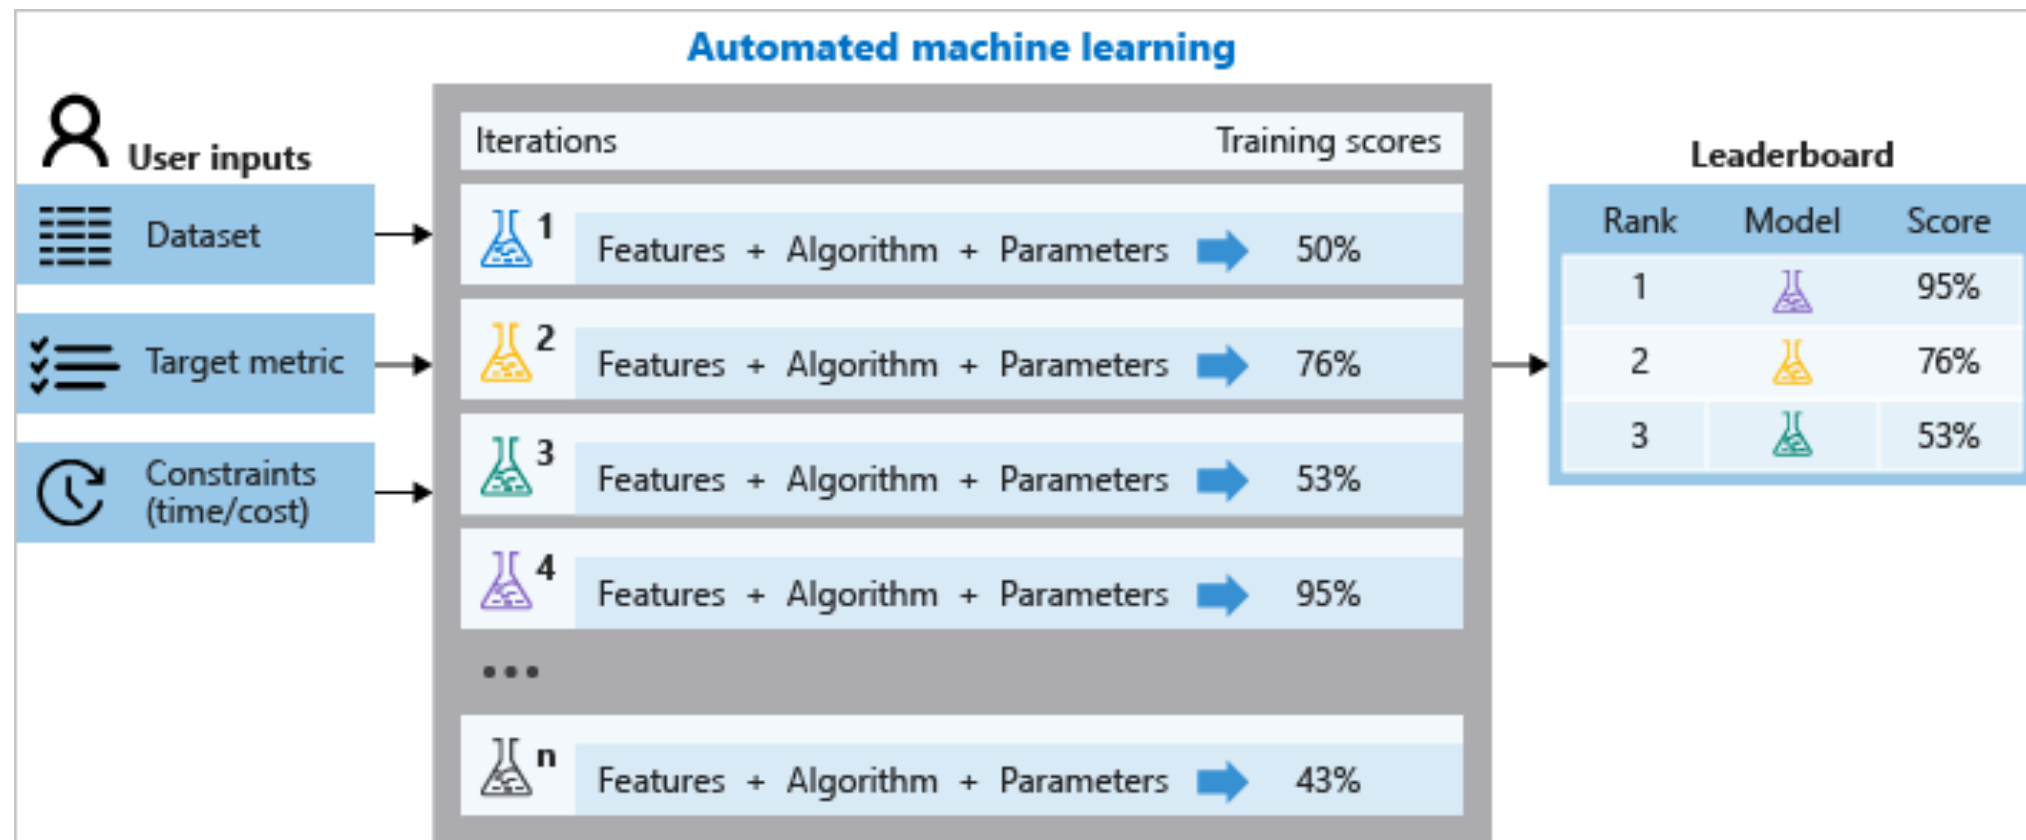 Automated machine learning
User inputs
Dataset
Target metric
Constraints
(time/cost)
Iterations Training scores
1 Features + Algorithm + Parameters 50%
2 Features + Algorithm + Parameters 76%
3 Features + Algorithm + Parameters 53%
4 Features + Algorithm + Parameters 95%
...
n Features + Algorithm + Parameters 43%
Leaderboard
Rank Model Score
1 95%
2 76%
3 53%